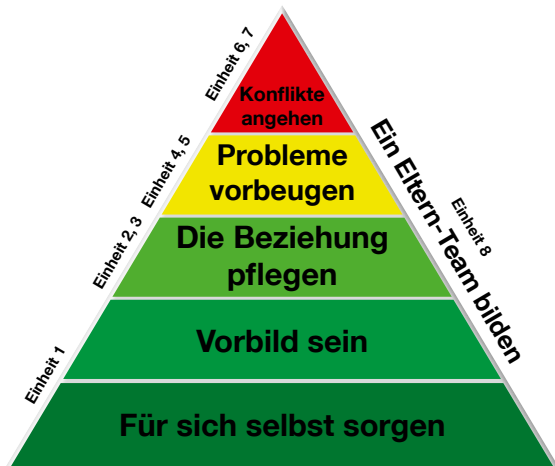 Einheit 6, 7
Konflikte
angehen
Einheit 4, 5
Probleme
vorbeugen
Einheit 2, 3
Die Beziehung
pflegen
Einheit 1
Vorbild sein
Für sich selbst sorgen
Einheit 8
Ein Eltern-Team bilden